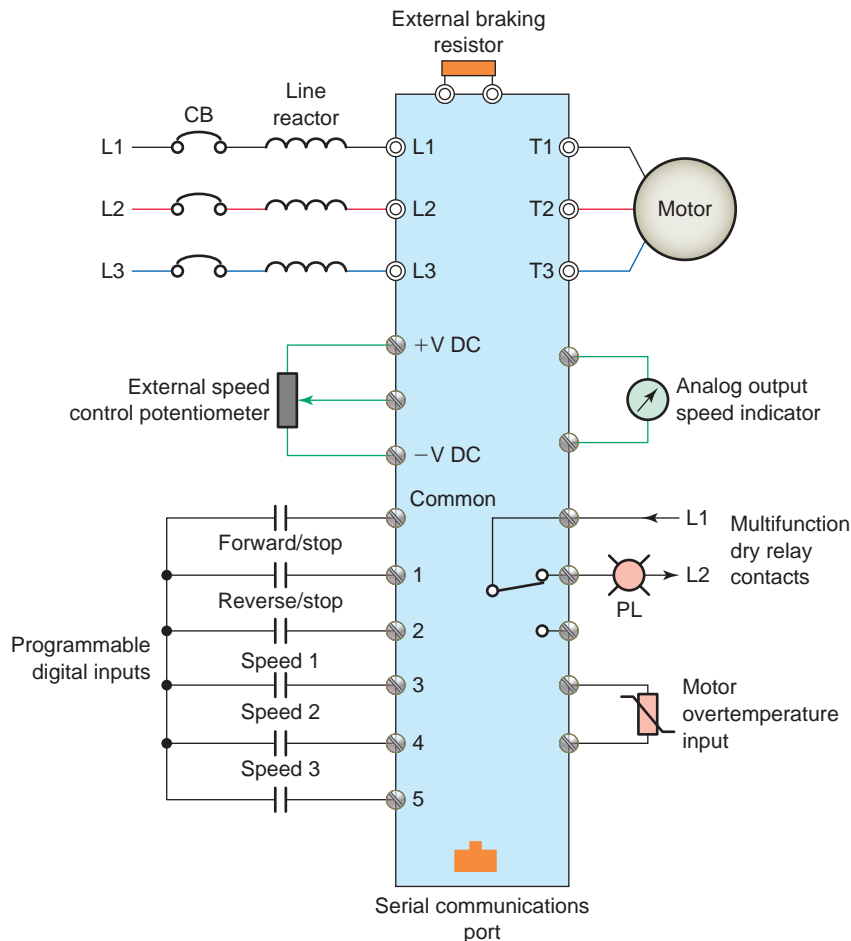 External braking
resistor
Line
reactor
CB
L1
L1
T1
L2
L2
T2
Motor
L3
L3
T3
+V DC
External speed
control potentiometer
Analog output
speed indicator
−V DC
Common
L1
Multifunction
dry relay
contacts
Forward/stop
1
L2
PL
Reverse/stop
2
Programmable
digital inputs
Speed 1
3
Motor
overtemperature
input
Speed 2
4
Speed 3
5
Serial communications
port